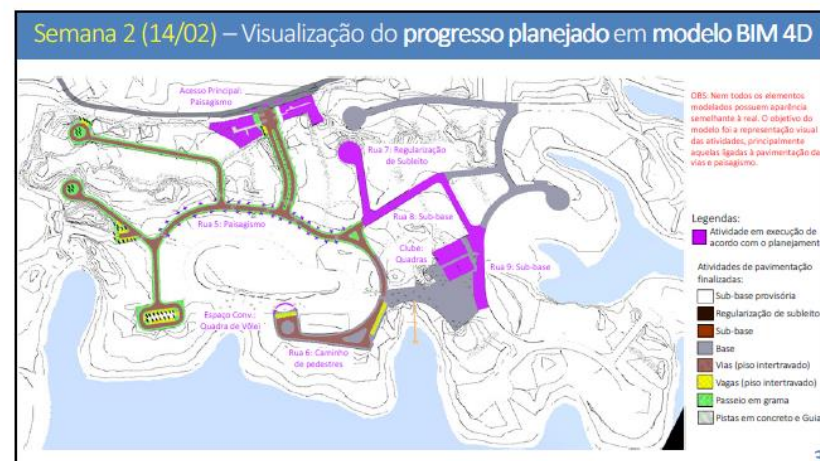 Semana 2 (14/02) – Visualização do progresso planejado em modelo BIM 4D
Acesso Principal:
Paisagismo
Rua 7: Regularização
de Subleito
Rua 8: Sub-base
Rua 5: Paisagismo
Clube:
Quadras
Rua 9: Sub-base
Espaço Conv.:
Quadra de Vôlei
Rua 6: Caminho
de pedestres
OBS: Nem todos os elementos
modelados possuem aparência
semelhante à real. O objetivo do
modelo foi a representação visual
das atividades, principalmente
aquelas ligadas à pavimentação da
vias e paisagismo.
Legendas:
Atividade em execução de
acordo com o planejament
Atividades de pavimentação
finalizadas:
Sub-base provisória
Regularização de subleito
Sub-base
Base
Vias (piso intertravado)
Vagas (piso intertravado)
Passeio em grama
Pistas em concreto e Guia